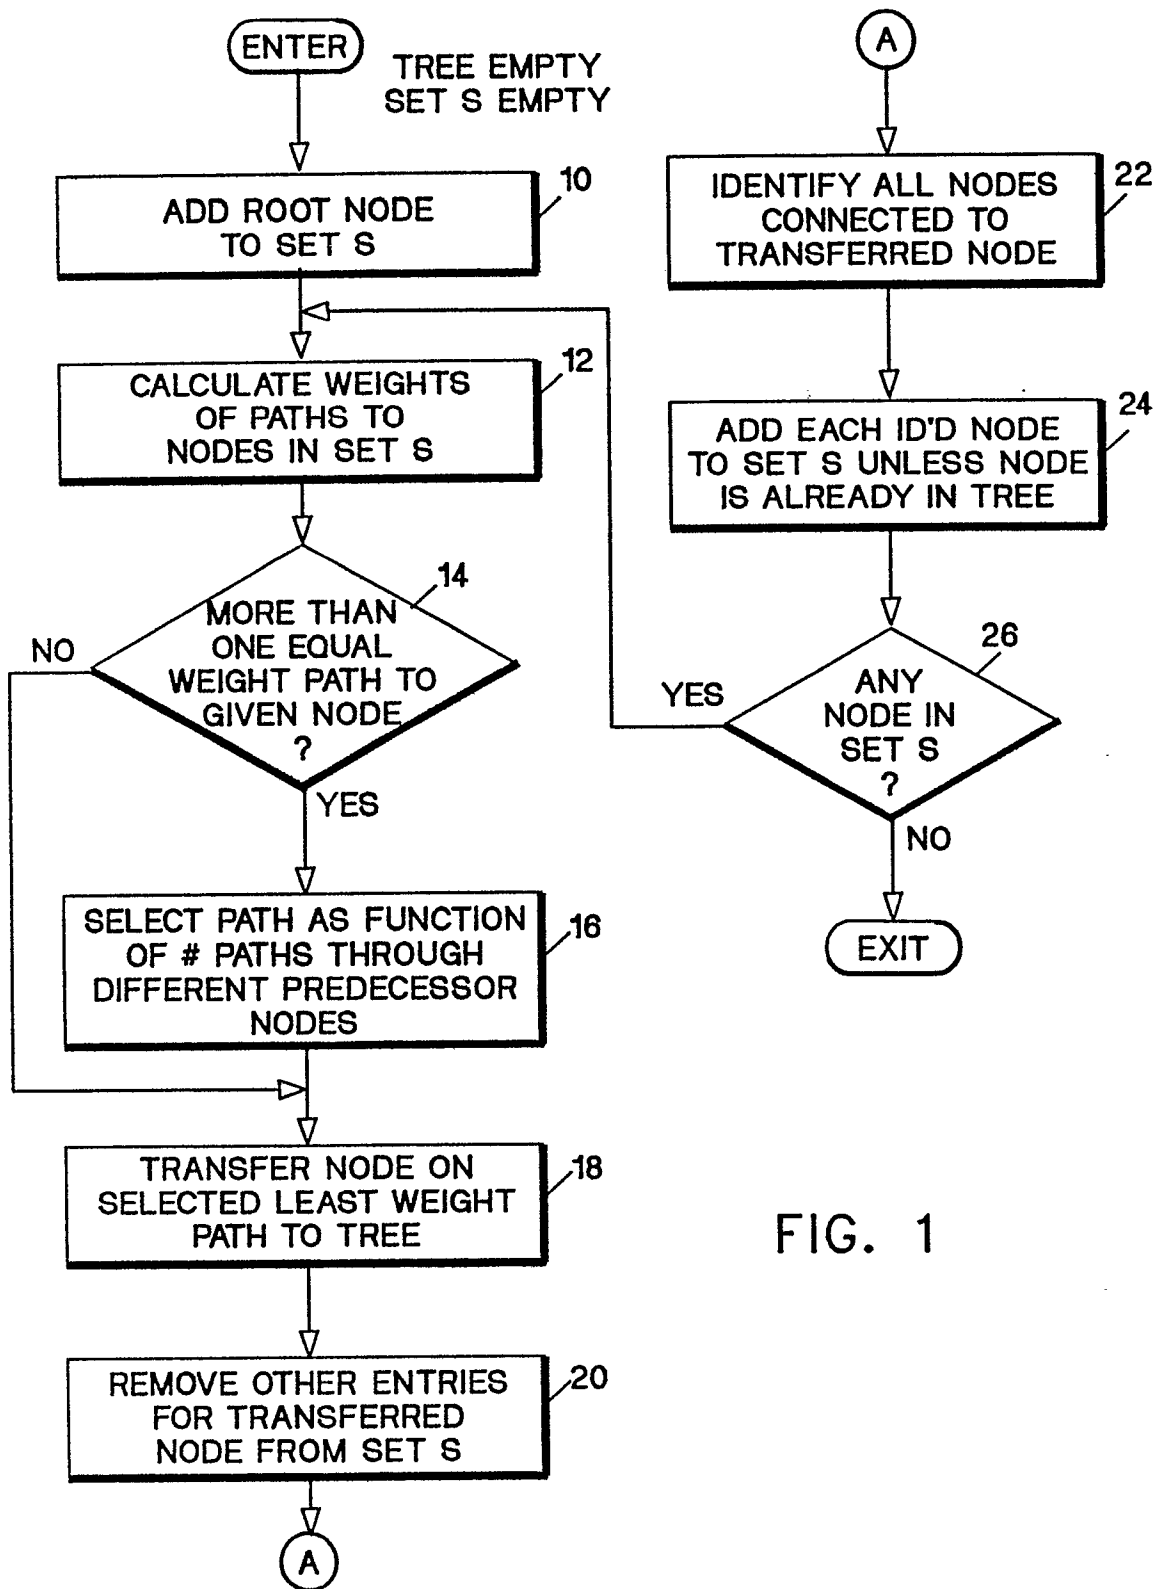 ENTER
TREE EMPTY
SET S EMPTY
10
ADD ROOT NODE
TO SET S
12
CALCULATE WEIGHTS
OF PATHS TO
NODES IN SET S
14
MORE THAN
ONE EQUAL
WEIGHT PATH TO
GIVEN NODE
?
NO
YES
16
SELECT PATH AS FUNCTION
OF # PATHS THROUGH
DIFFERENT PREDECESSOR
NODES
18
TRANSFER NODE ON
SELECTED LEAST WEIGHT
PATH TO TREE
20
REMOVE OTHER ENTRIES
FOR TRANSFERRED
NODE FROM SET S
A
A
22
IDENTIFY ALL NODES
CONNECTED TO
TRANSFERRED NODE
24
ADD EACH ID'D NODE
TO SET S UNLESS NODE
IS ALREADY IN TREE
26
ANY
NODE IN
SET S
?
YES
NO
EXIT
FIG. 1